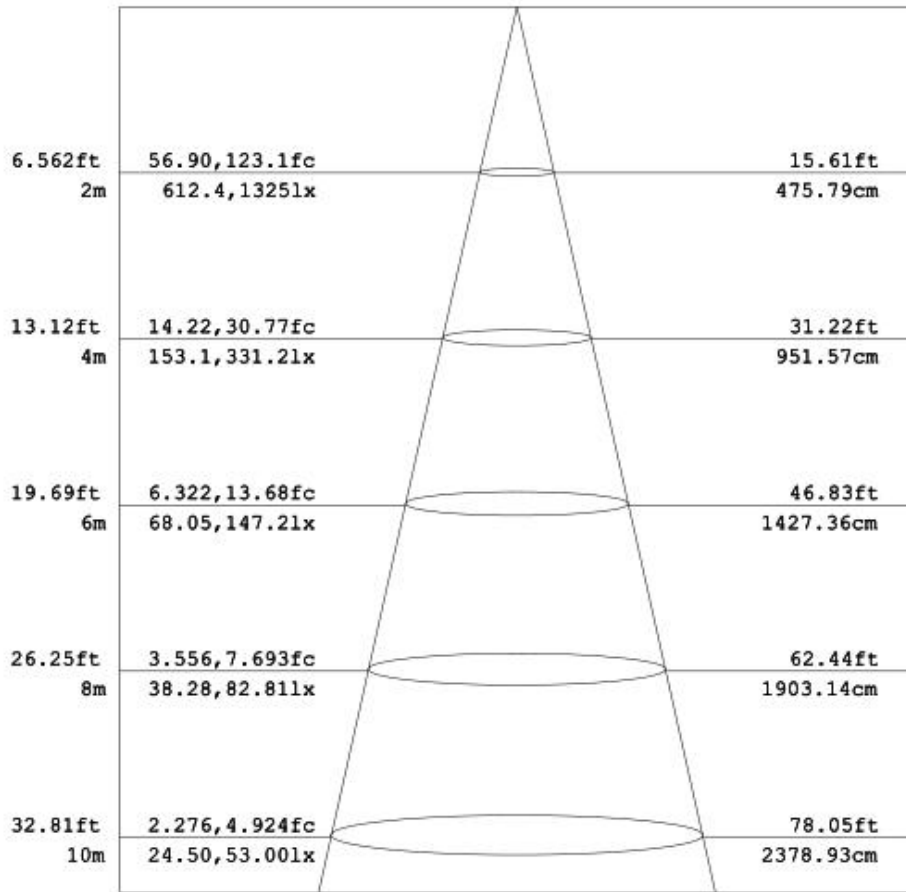 6.562ft 56.90,123.1fc 15.61ft
2m 612.4,1325lx 475.79cm
13.12ft 14.22,30.77fc 31.22ft
4m 153.1,331.2lx 951.57cm
19.69ft 6.322,13.68fc 46.83ft
6m 68.05,147.2lx 1427.36cm
26.25ft 3.556,7.693fc 62.44ft
8m 38.28,82.81lx 1903.14cm
32.81ft 2.276,4.924fc 78.05ft
10m 24.50,53.00lx 2378.93cm